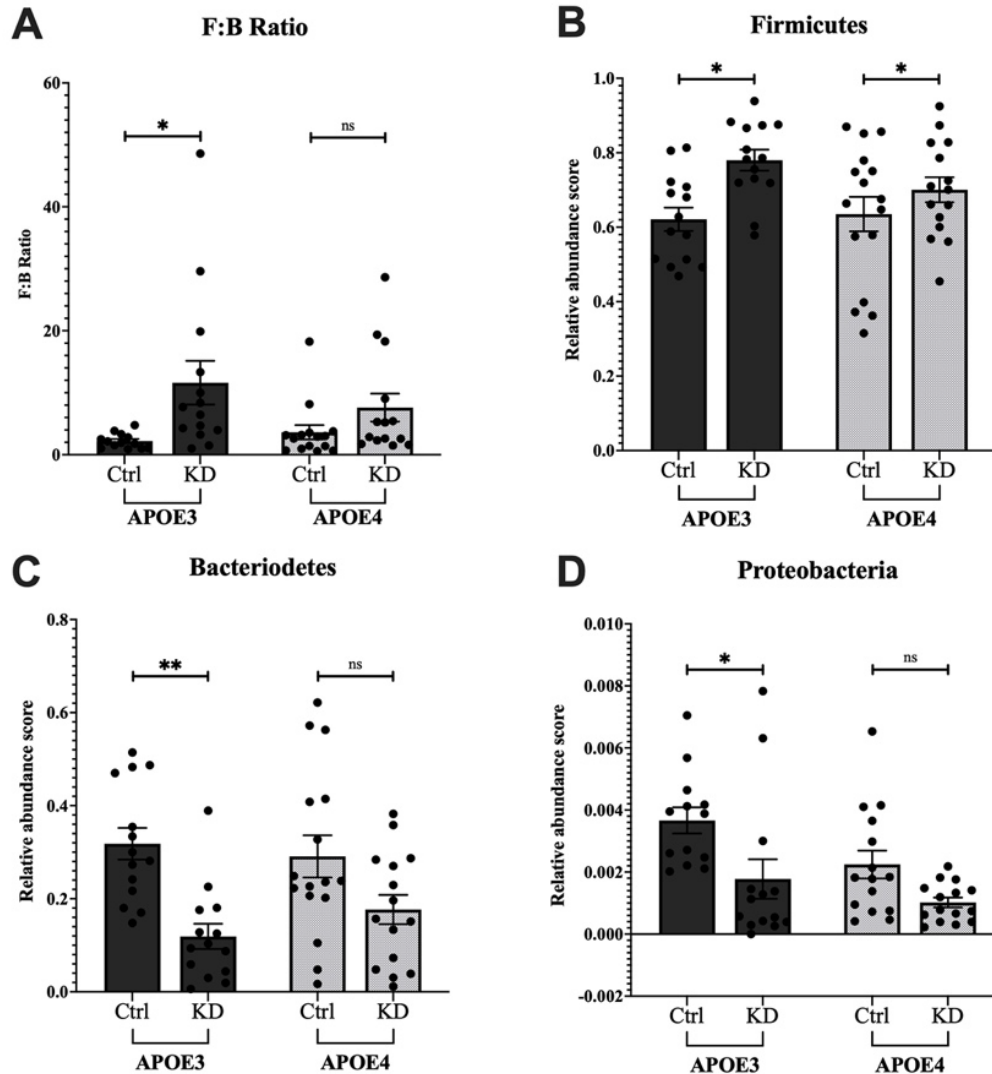 A
F:B Ratio
F:B Ratio
60
40
20
0
*
ns
Ctrl
KD
Ctrl
KD
APOE3
APOE4
B
Firmicutes
Relative abundance score
1.0
0.8
0.6
0.4
0.2
0.0
*
*
Ctrl
KD
Ctrl
KD
APOE3
APOE4
C
Bacteriodetes
Relative abundance score
0.8
0.6
0.4
0.2
0.0
**
ns
Ctrl
KD
Ctrl
KD
APOE3
APOE4
D
Proteobacteria
Relative abundance score
0.010
0.008
0.006
0.004
0.002
0.000
-0.002
*
ns
Ctrl
KD
Ctrl
KD
APOE3
APOE4